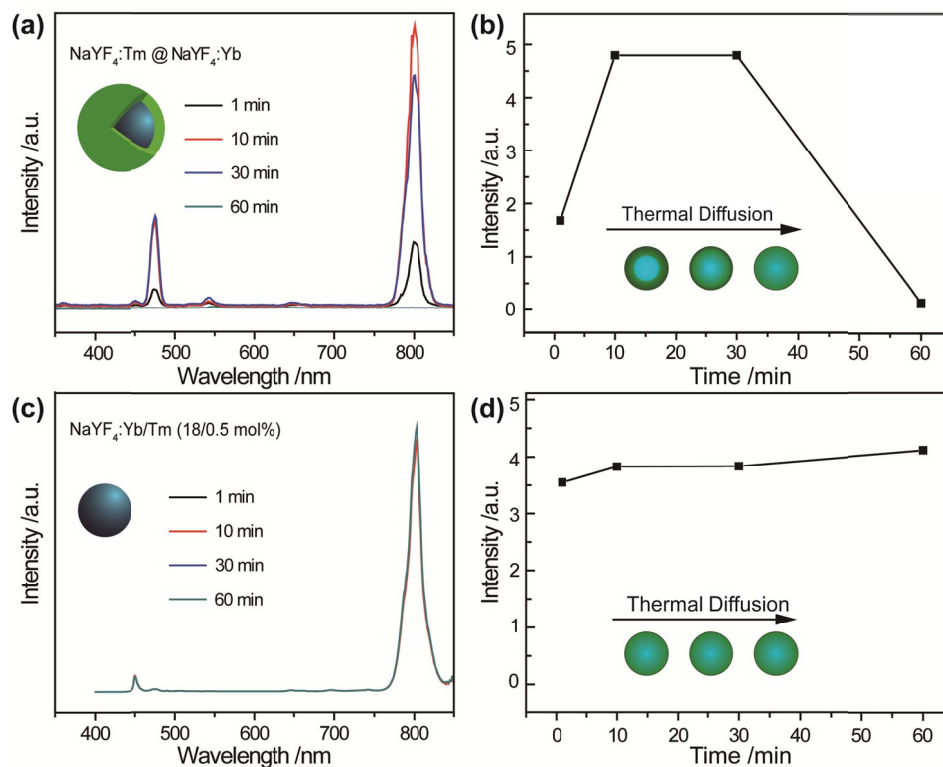 (a)
NaYF4:Tm @ NaYF4:Yb
1 min
10 min
30 min
60 min
Intensity /a.u.
400 500 600 700 800
Wavelength /nm
(b)
5
4
3
2
1
0
Intensity /a.u.
Thermal Diffusion
0 10 20 30 40 50 60
Time /min
(c)
NaYF4:Yb/Tm (18/0.5 mol%)
1 min
10 min
30 min
60 min
Intensity /a.u.
400 500 600 700 800
Wavelength /nm
(d)
5
4
3
2
1
0
Intensity /a.u.
Thermal Diffusion
0 10 20 30 40 50 60
Time /min